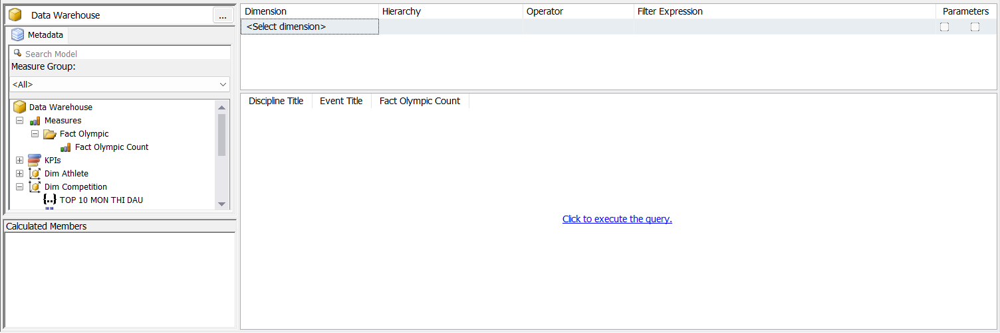 Data Warehouse
...
Metadata
Search Model
Measure Group:
<All>
Data Warehouse
Measures
Fact Olympic
Fact Olympic Count
KPIs
Dim Athlete
Dim Competition
TOP 10 MON THI DAU
Calculated Members
Dimension Hierarchy Operator Filter Expression Parameters
<Select dimension>
Discipline Title Event Title Fact Olympic Count
Click to execute the query.